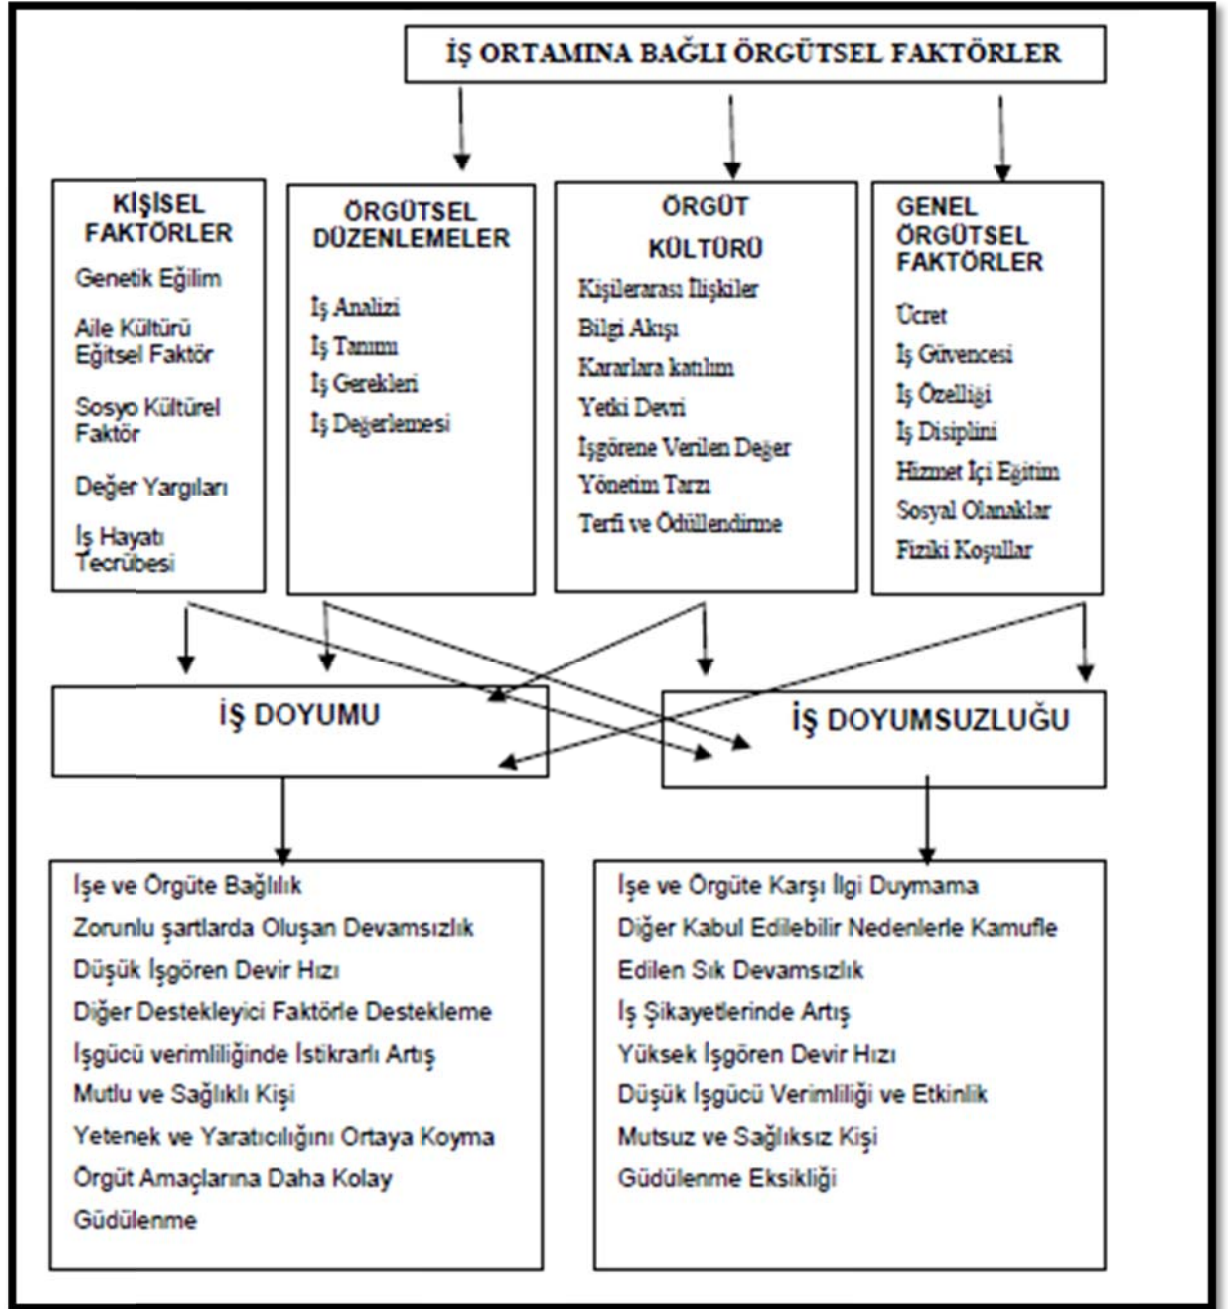 İŞ ORTAMINA BAĞLI ÖRGÜTSEL FAKTÖRLER
KİŞİSEL
FAKTÖRLER
Genetik Eğilim
Aile Kültürü
Eğitsel Faktör
Sosyo Kültürel
Faktör
Değer Yargıları
İş Hayatı
Tecrübesi
ÖRGÜTSEL
DÜZENLEMELER
İş Analizi
İş Tanımı
İş Gerekleri
İş Değerlemesi
ÖRGÜT
KÜLTÜRÜ
Kişilerarası İlişkiler
Bilgi Akışı
Kararlara katılım
Yetki Devri
İşgörene Verilen Değer
Yönetim Tarzı
Terfi ve Ödüllendirme
GENEL
ÖRGÜTSEL
FAKTÖRLER
Ücret
İş Güvencesi
İş Özelliği
İş Disiplini
Hizmet İçi Eğitim
Sosyal Olanaklar
Fiziki Koşullar
İŞ DOYUMU
İŞ DOYUMSUZLUĞU
İşe ve Örgüte Bağlılık
Zorunlu şartlarda Oluşan Devamsızlık
Düşük İşgören Devir Hızı
Diğer Destekleyici Faktörle Destekleme
İşgücü verimliliğinde İstikrarlı Artış
Mutlu ve Sağlıklı Kişi
Yetenek ve Yaratıcılığını Ortaya Koyma
Örgüt Amaçlarına Daha Kolay
Güdülenme
İşe ve Örgüte Karşı İlgi Duymama
Diğer Kabul Edilebilir Nedenlerle Kamufle
Edilen Sık Devamsızlık
İş Şikayetlerinde Artış
Yüksek İşgören Devir Hızı
Düşük İşgücü Verimliliği ve Etkinlik
Mutsuz ve Sağlıksız Kişi
Güdülenme Eksikliği